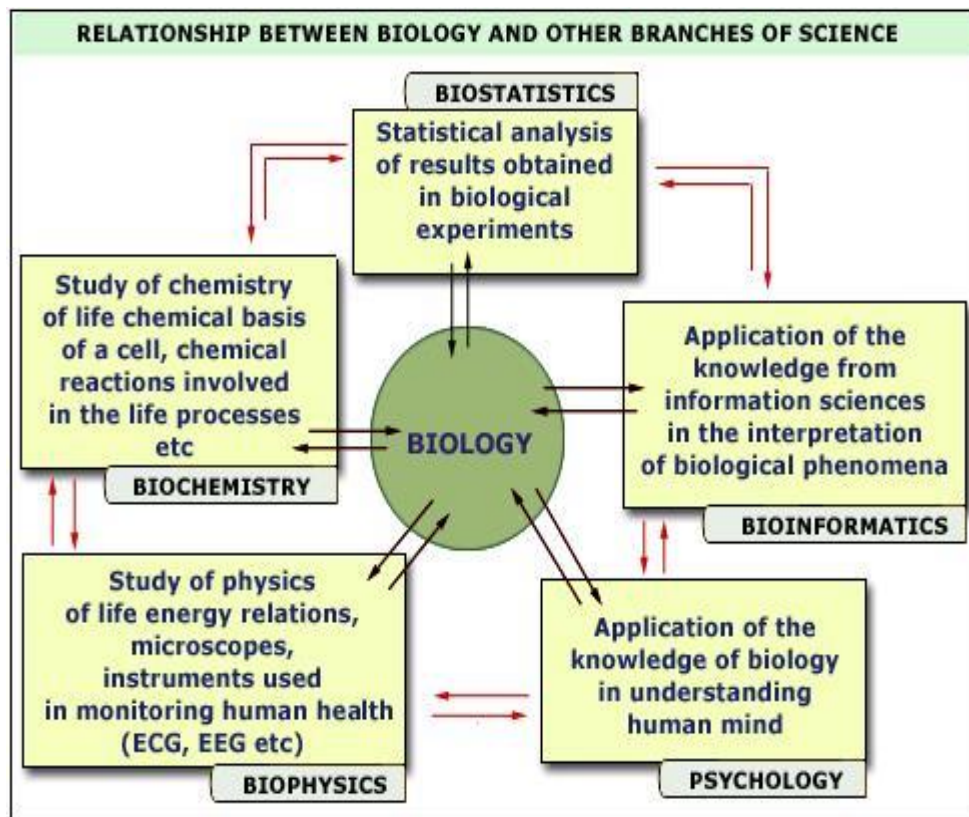 RELATIONSHIP BETWEEN BIOLOGY AND OTHER BRANCHES OF SCIENCE
BIOSTATISTICS
Statistical analysis
of results obtained
in biological
experiments
Study of chemistry
of life chemical basis
of a cell, chemical
reactions involved
in the life processes
etc
BIOCHEMISTRY
BIOLOGY
Application of the
knowledge from
information sciences
in the interpretation
of biological phenomena
BIOINFORMATICS
Study of physics
of life energy relations,
microscopes,
instruments used
in monitoring human health
(ECG, EEG etc)
BIOPHYSICS
Application of the
knowledge of biology
in understanding
human mind
PSYCHOLOGY